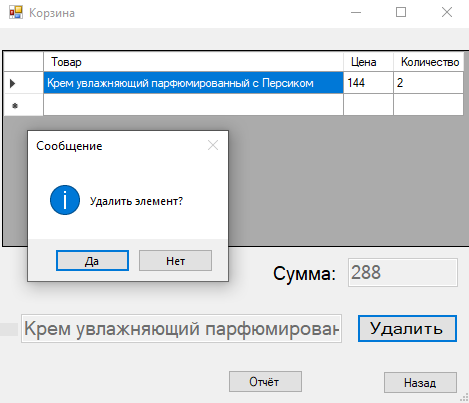 Корзина
Товар Цена Количество
Крем увлажняющий парфюмированный с Персиком 144 2
Сообщение
Удалить элемент?
Да Нет
Сумма: 288
Крем увлажняющий парфюмирован Удалить
Отчёт
Назад